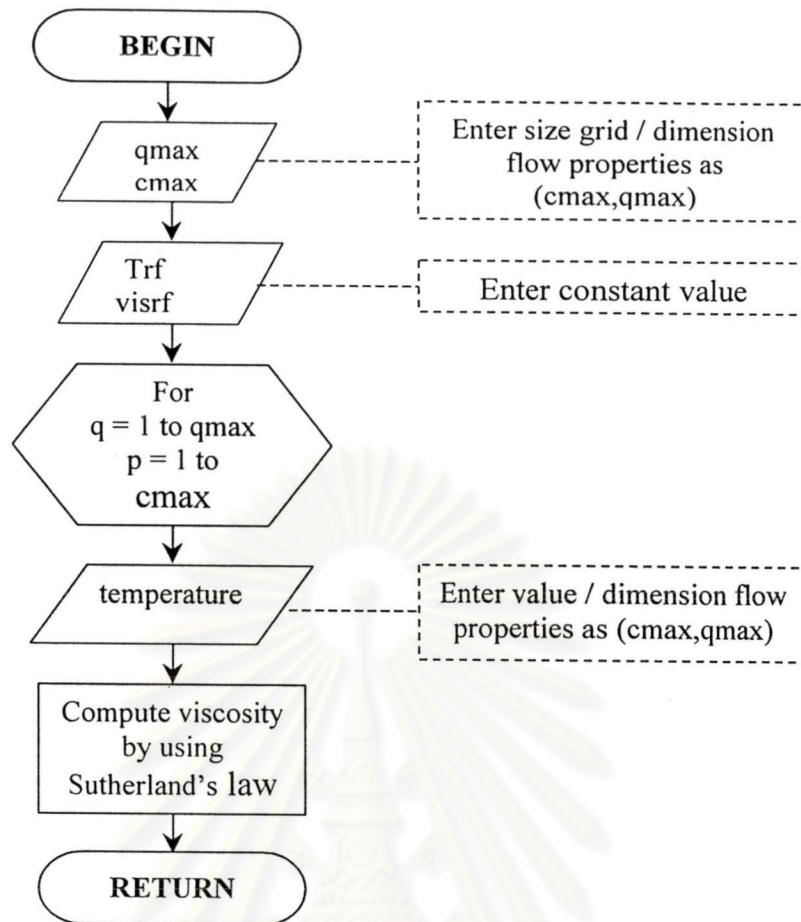 BEGIN
qmax
cmax
Enter size grid / dimension
flow properties as
(cmax,qmax)
Trf
visrf
Enter constant value
For
q = 1 to qmax
p = 1 to
cmax
temperature
Enter value / dimension flow
properties as (cmax,qmax)
Compute viscosity
by using
Sutherland's law
RETURN